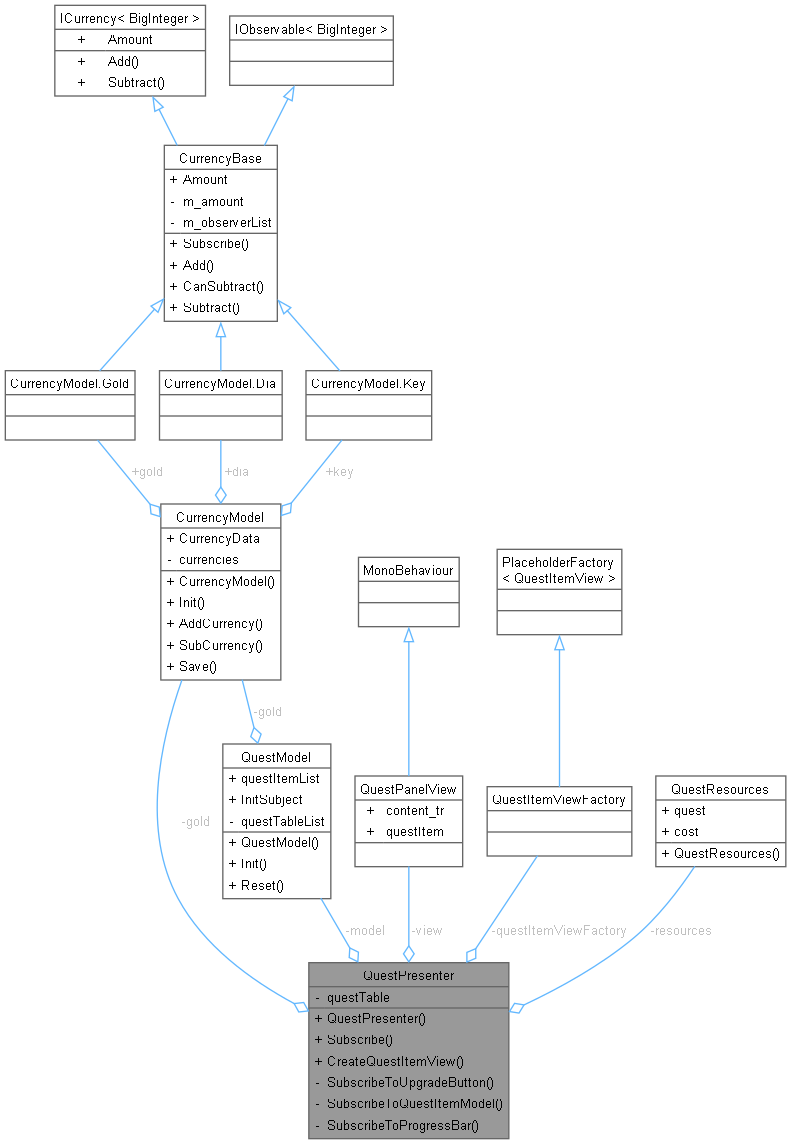 ICurrency< BigInteger >
+ Amount
+ Add()
+ Subtract()
IObservable< BigInteger >
CurrencyBase
+ Amount
- m_amount
- m_observerList
+ Subscribe()
+ Add()
+ CanSubtract()
+ Subtract()
CurrencyModel.Gold
CurrencyModel.Dia
CurrencyModel.Key
+gold
+dia
+key
CurrencyModel
+ CurrencyData
- currencies
+ CurrencyModel()
+ Init()
+ AddCurrency()
+ SubCurrency()
+ Save()
MonoBehaviour
PlaceholderFactory
< QuestItemView >
-gold
-gold
QuestModel
+ questItemList
+ InitSubject
- questTableList
+ QuestModel()
+ Init()
+ Reset()
QuestPanelView
+ content_tr
+ questItem
QuestItemViewFactory
QuestResources
+ quest
+ cost
+ QuestResources()
-model
-view
-questItemViewFactory
-resources
QuestPresenter
- questTable
+ QuestPresenter()
+ Subscribe()
+ CreateQuestItemView()
- SubscribeToUpgradeButton()
- SubscribeToQuestItemModel()
- SubscribeToProgressBar()